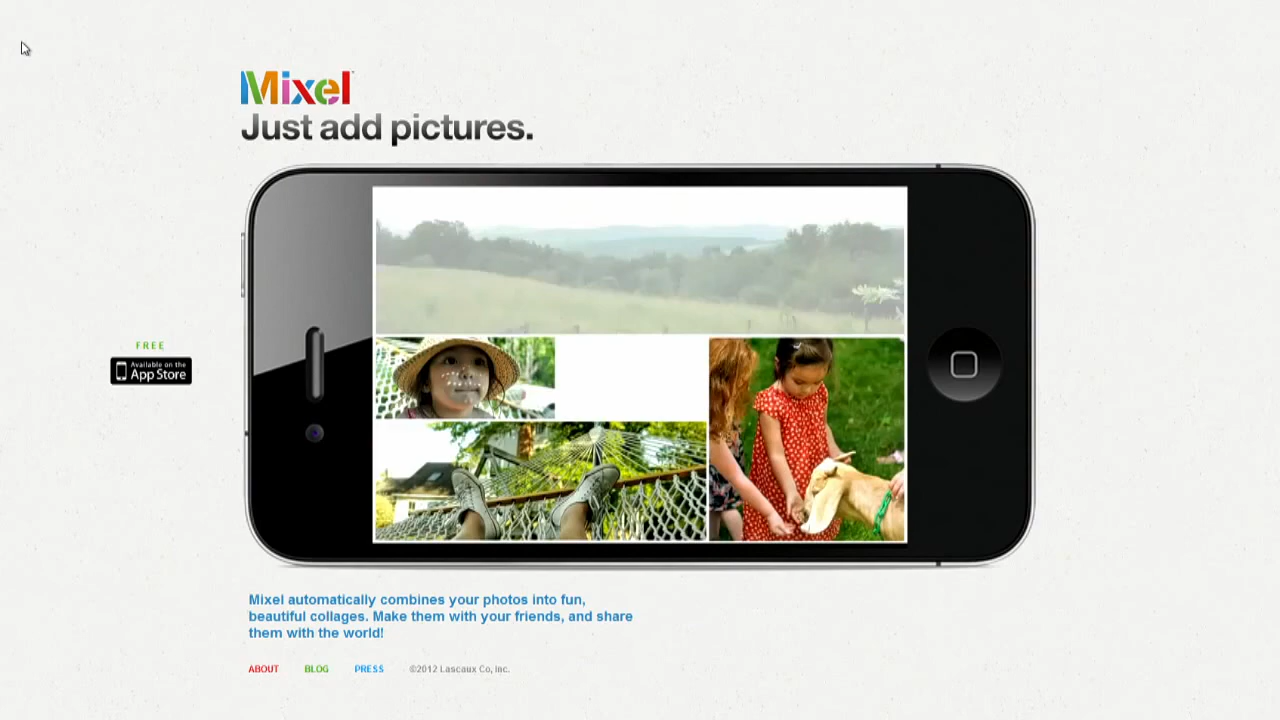 Mixel
Just add pictures.
FREE
Available on the
App Store
Mixel automatically combines your photos into fun,
beautiful collages. Make them with your friends, and share
them with the world!
ABOUT BLOG PRESS ©2012 Lascaux Co, Inc.